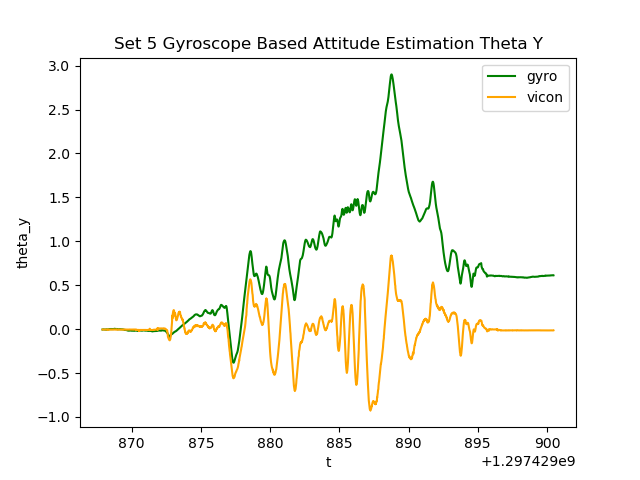 Set 5 Gyroscope Based Attitude Estimation Theta Y
gyro
vicon
3.0
2.5
2.0
1.5
1.0
0.5
0.0
−0.5
−1.0
theta_y
870
875
880
885
890
895
900
t
+1.297429e9